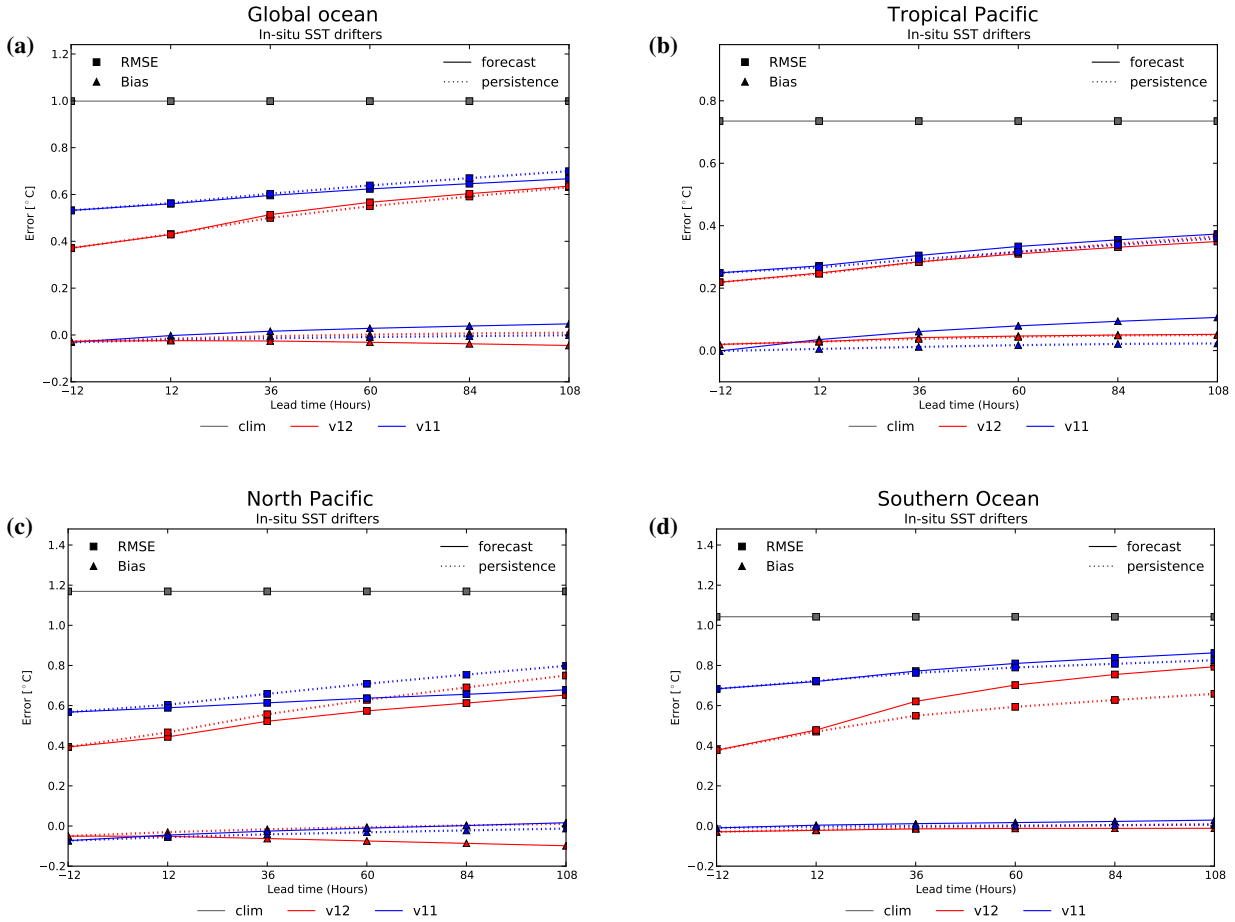 Global ocean
In-situ SST drifters
(a)
RMSE
Bias
forecast
persistence
1.2
1.0
0.8
0.6
0.4
0.2
0.0
−0.2
Error [°C]
−12 12 36 60 84 108
Lead time (Hours)
clim v12 v11
Tropical Pacific
In-situ SST drifters
(b)
RMSE
Bias
forecast
persistence
0.8
0.6
0.4
0.2
0.0
Error [°C]
−12 12 36 60 84 108
Lead time (Hours)
clim v12 v11
North Pacific
In-situ SST drifters
(c)
RMSE
Bias
forecast
persistence
1.4
1.2
1.0
0.8
0.6
0.4
0.2
0.0
−0.2
Error [°C]
−12 12 36 60 84 108
Lead time (Hours)
clim v12 v11
Southern Ocean
In-situ SST drifters
(d)
RMSE
Bias
forecast
persistence
1.4
1.2
1.0
0.8
0.6
0.4
0.2
0.0
−0.2
Error [°C]
−12 12 36 60 84 108
Lead time (Hours)
clim v12 v11